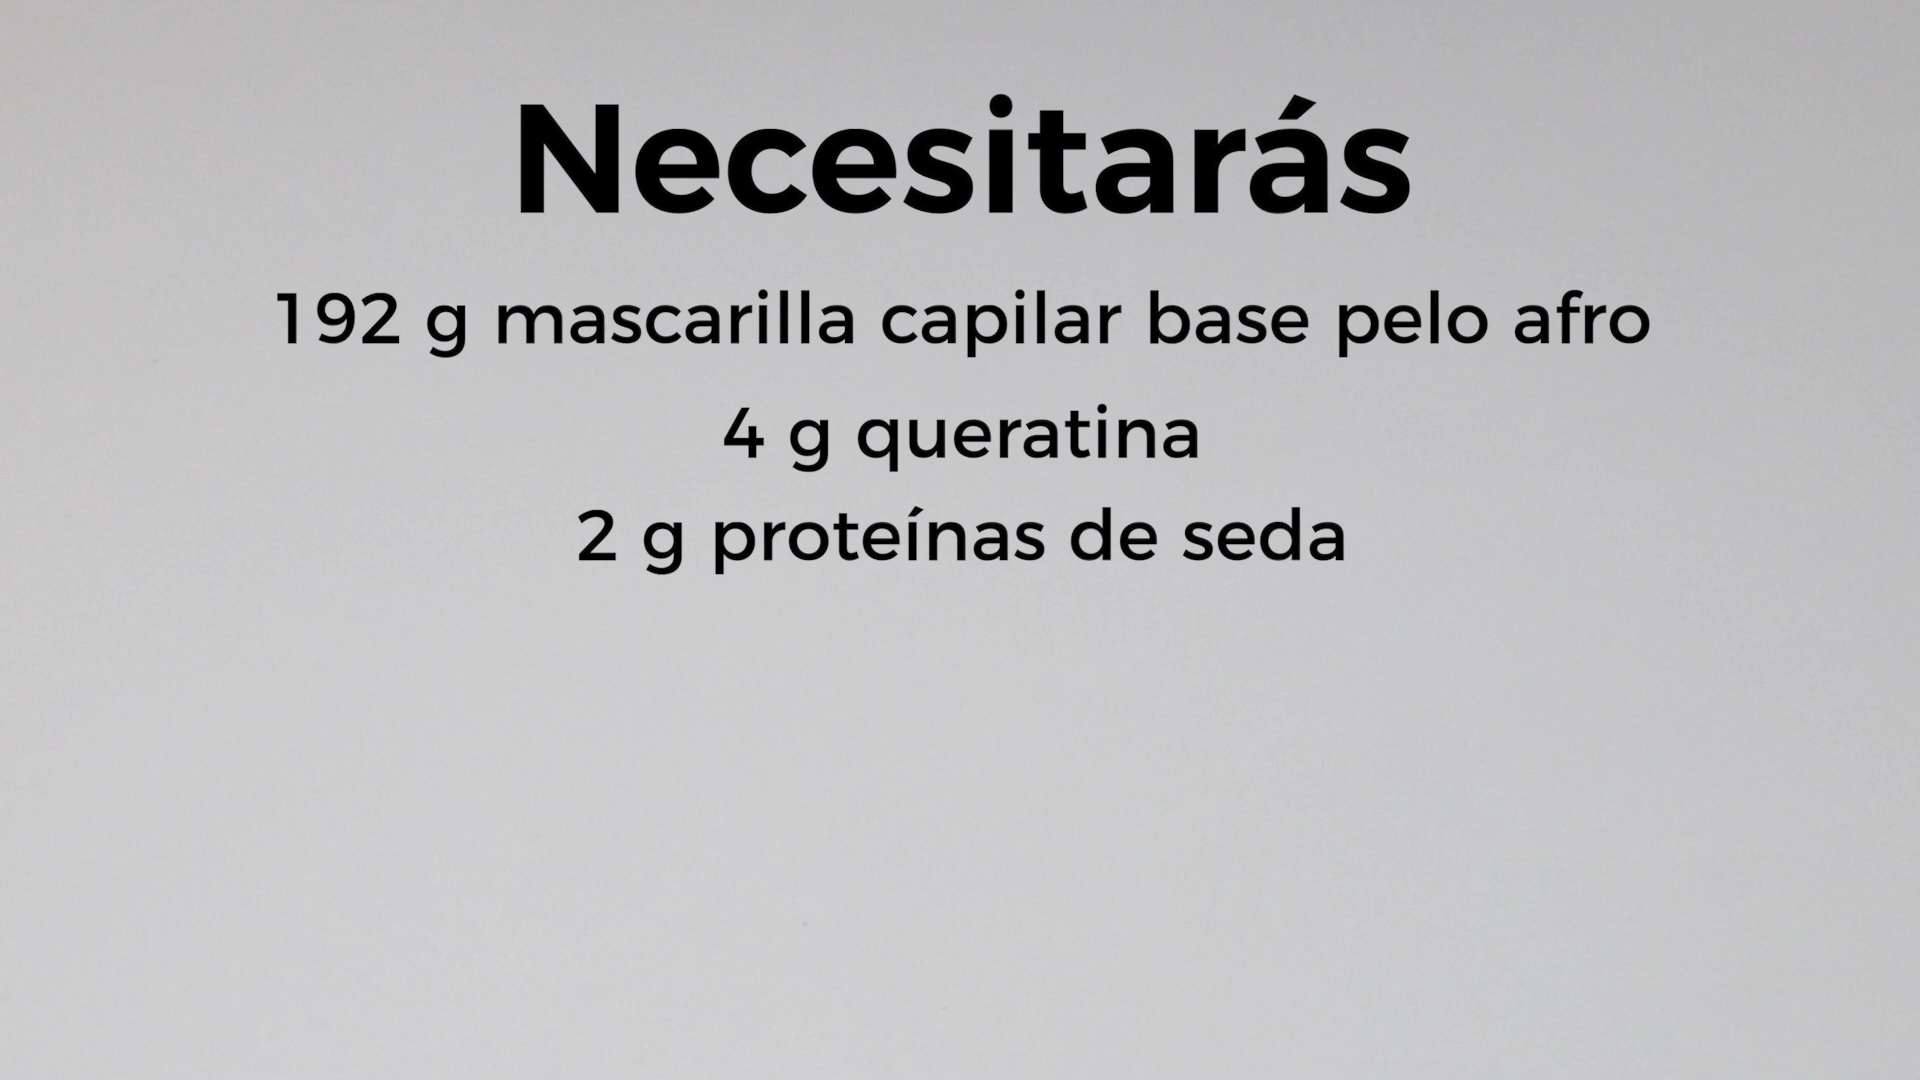 Necesitarás
192 g mascarilla capilar base pelo afro
4 g queratina
2 g proteínas de seda